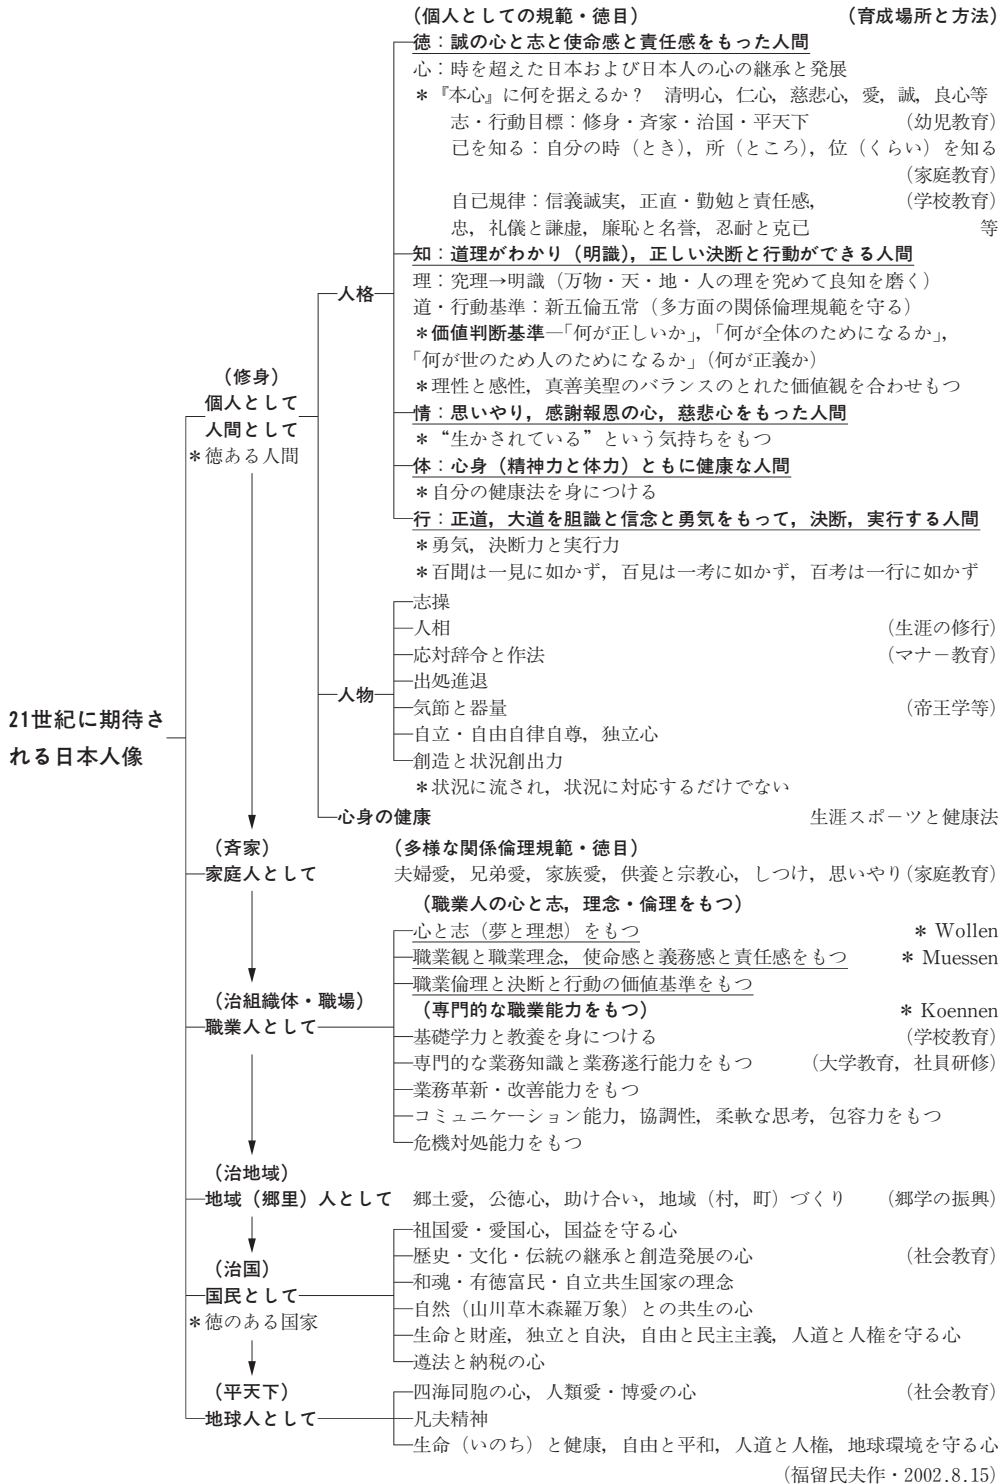 (個人としての規範・徳目) (育成場所と方法)
徳：誠の心と志と使命感と責任感をもった人間
心：時を超えた日本および日本人の心の継承と発展
＊『本心』に何を据えるか？ 清明心，仁心，慈悲心，愛，誠，良心等
志・行動目標：修身・斉家・治国・平天下 (幼児教育)
己を知る：自分の時（とき），所（ところ），位（くらい）を知る
(家庭教育)
自己規律：信義誠実，正直・勤勉と責任感， (学校教育)
忠，礼儀と謙虚，廉恥と名誉，忍耐と克己 等
知：道理がわかり（明識），正しい決断と行動ができる人間
理：究理→明識（万物・天・地・人の理を究めて良知を磨く）
人格
道・行動基準：新五倫五常（多方面の関係倫理規範を守る）
＊価値判断基準―「何が正しいか」，「何が全体のためになるか」，
「何が世のため人のためになるか」（何が正義か）
(修身)
＊理性と感性，真善美聖のバランスのとれた価値観を合わせもつ
個人として
情：思いやり，感謝報恩の心，慈悲心をもった人間
人間として
＊“生かされている”という気持ちをもつ
＊徳ある人間
体：心身（精神力と体力）ともに健康な人間
＊自分の健康法を身につける
行：正道，大道を胆識と信念と勇気をもって，決断，実行する人間
＊勇気，決断力と実行力
＊百聞は一見に如かず，百見は一考に如かず，百考は一行に如かず
志操
人相 (生涯の修行)
応対辞令と作法 (マナー教育)
出処進退
人物
気節と器量 (帝王学等)
21世紀に期待さ
れる日本人像
自立・自由自律自尊，独立心
創造と状況創出力
＊状況に流され，状況に対応するだけでない
心身の健康 生涯スポーツと健康法
(斉家) (多様な関係倫理規範・徳目)
家庭人として 夫婦愛，兄弟愛，家族愛，供養と宗教心，しつけ，思いやり(家庭教育)
(職業人の心と志，理念・倫理をもつ)
心と志（夢と理想）をもつ ＊ Wollen
職業観と職業理念，使命感と義務感と責任感をもつ ＊ Muessen
職業倫理と決断と行動の価値基準をもつ
(治組織体・職場) (専門的な職業能力をもつ) ＊ Koennen
職業人として 基礎学力と教養を身につける (学校教育)
専門的な業務知識と業務遂行能力をもつ (大学教育，社員研修)
業務革新・改善能力をもつ
コミュニケーション能力，協調性，柔軟な思考，包容力をもつ
危機対処能力をもつ
(治地域)
地域（郷里）人として 郷土愛，公徳心，助け合い，地域（村，町）づくり (郷学の振興)
祖国愛・愛国心，国益を守る心
歴史・文化・伝統の継承と創造発展の心 (社会教育)
(治国)
和魂・有徳富民・自立共生国家の理念
国民として
自然（山川草木森羅万象）との共生の心
＊徳のある国家
生命と財産，独立と自決，自由と民主主義，人道と人権を守る心
遵法と納税の心
(平天下)
四海同胞の心，人類愛・博愛の心 (社会教育)
地球人として
凡夫精神
生命（いのち）と健康，自由と平和，人道と人権，地球環境を守る心
(福留民夫作・2002.8.15)